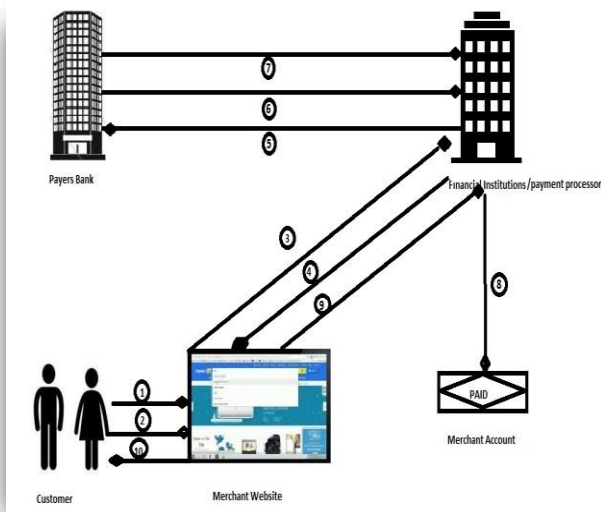 7
6
5
Payers Bank
Financial Institutions/payment processor
3
4
9
8
1
2
10
PAID
Merchant Account
Customer
Merchant Website